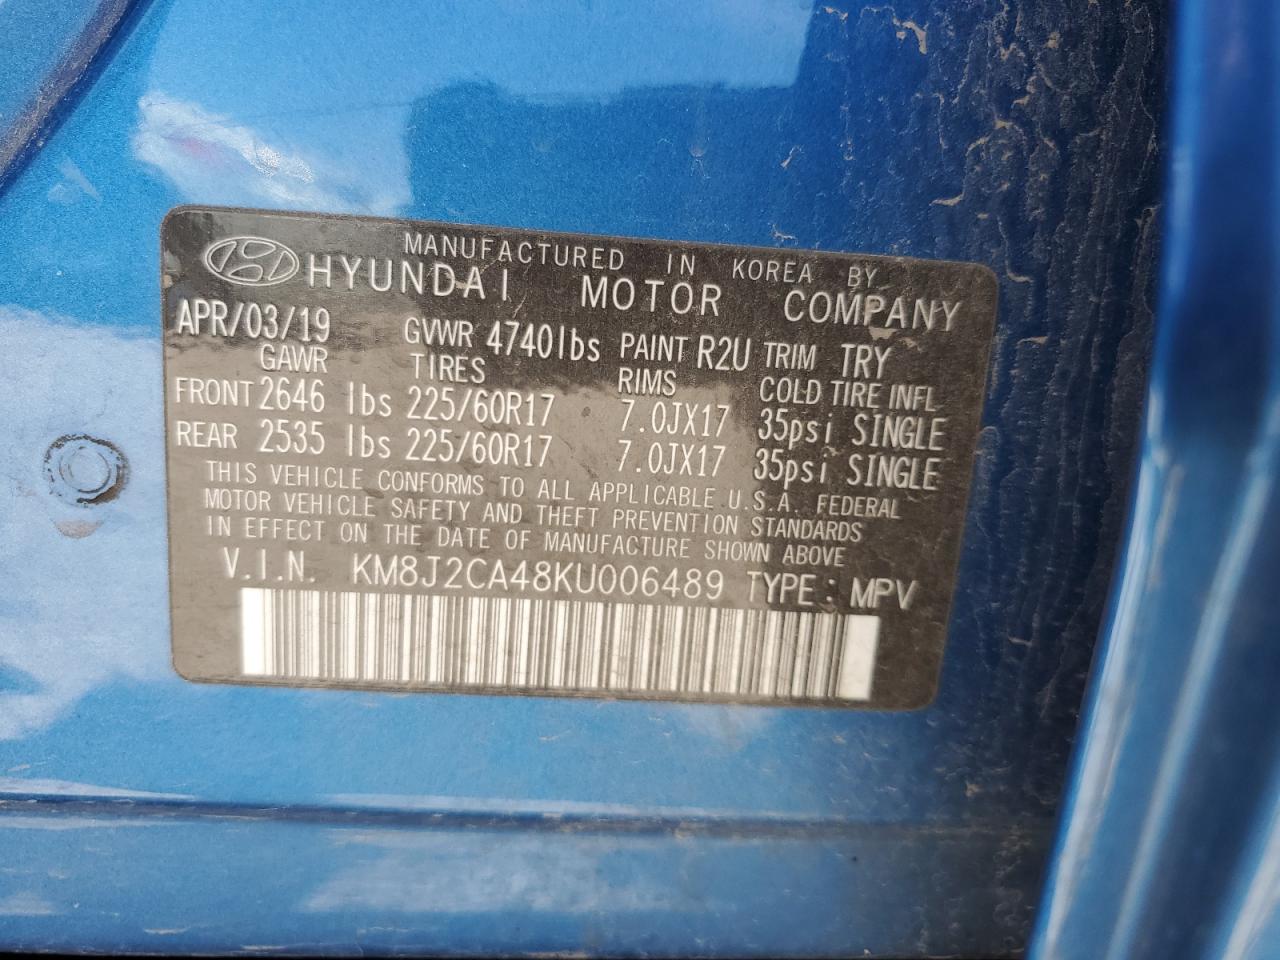 MANUFACTURED IN KOREA BY
HYUNDAI MOTOR COMPANY
APR/03/19 GVWR 4740lbs PAINT R2U TRIM TRY
GAWR TIRES RIMS COLD TIRE INFL
FRONT 2646 lbs 225/60R17 7.0JX17 35psi SINGLE
REAR 2535 lbs 225/60R17 7.0JX17 35psi SINGLE
THIS VEHICLE CONFORMS TO ALL APPLICABLE U.S.A. FEDERAL
MOTOR VEHICLE SAFETY AND THEFT PREVENTION STANDARDS
IN EFFECT ON THE DATE OF MANUFACTURE SHOWN ABOVE
V.I.N. KM8J2CA48KU006489 TYPE: MPV